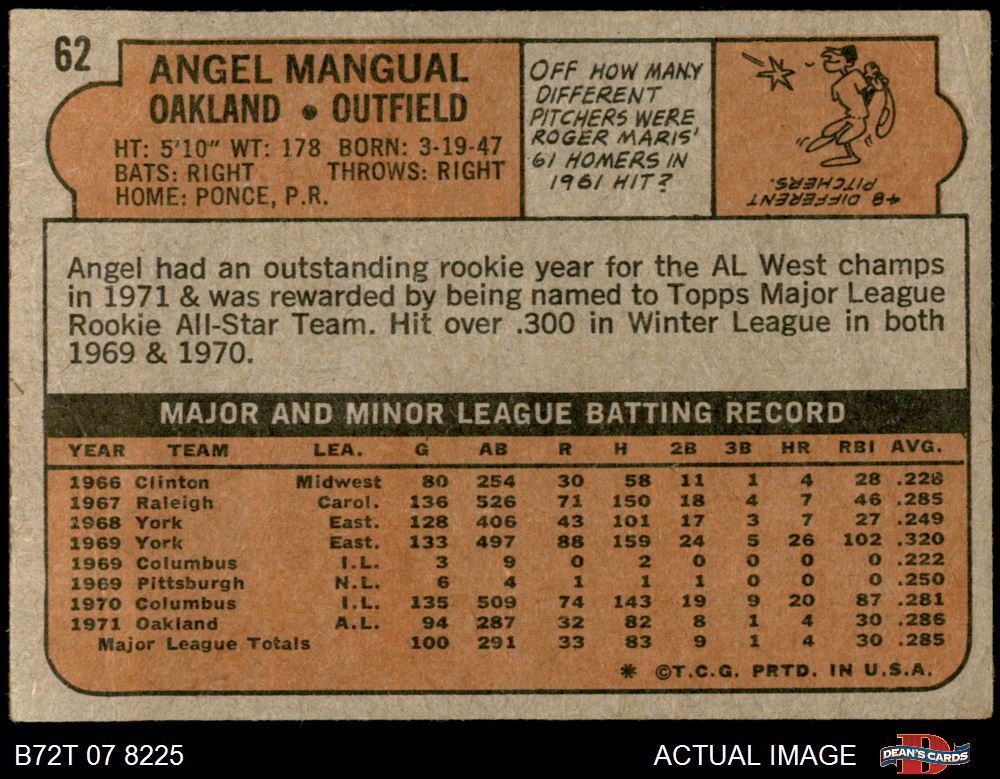 62
ANGEL MANGUAL
OAKLAND • OUTFIELD
HT: 5'10" WT: 178 BORN: 3-19-47
BATS: RIGHT THROWS: RIGHT
HOME: PONCE, P.R.
OFF HOW MANY
DIFFERENT
PITCHERS WERE
ROGER MARIS'
61 HOMERS IN
1961 HIT?
48 DIFFERENT
PITCHERS.
Angel had an outstanding rookie year for the AL West champs
in 1971 & was rewarded by being named to Topps Major League
Rookie All-Star Team. Hit over .300 in Winter League in both
1969 & 1970.
MAJOR AND MINOR LEAGUE BATTING RECORD
YEAR TEAM LEA. G AB R H 2B 3B HR RBI AVG.
1966 Clinton Midwest 80 254 30 58 11 1 4 28 .228
1967 Raleigh Carol. 136 526 71 150 18 4 7 46 .285
1968 York East. 128 406 43 101 17 3 7 27 .249
1969 York East. 133 497 88 159 24 5 26 102 .320
1969 Columbus I.L. 3 9 0 2 0 0 0 0 .222
1969 Pittsburgh N.L. 6 4 1 1 1 0 0 0 .250
1970 Columbus I.L. 135 509 74 143 19 9 20 87 .281
1971 Oakland A.L. 94 287 32 82 8 1 4 30 .286
Major League Totals 100 291 33 83 9 1 4 30 .285
* ©T.C.G. PRTD. IN U.S.A.
B72T 07 8225
ACTUAL IMAGE
DEAN'S CARDS